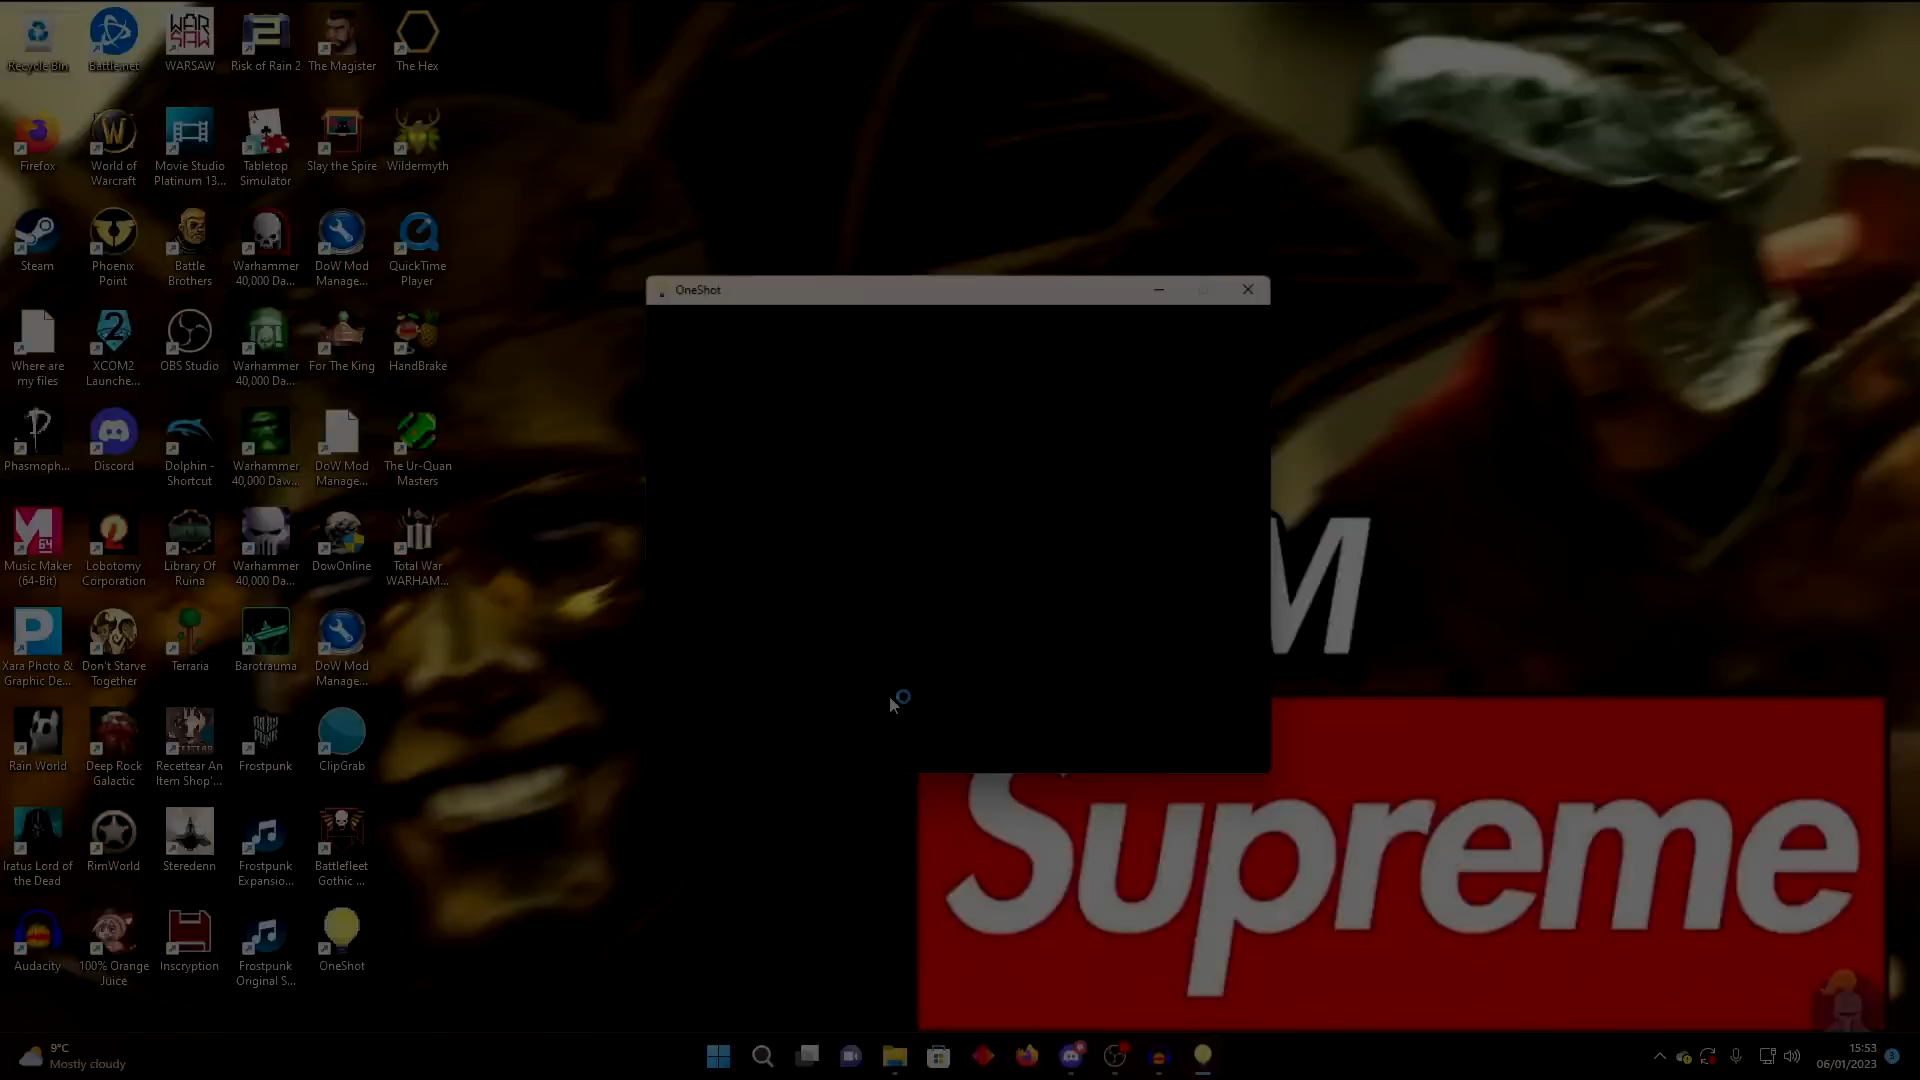 Recycle Bin
Battle.net
WARSAW
Risk of Rain 2
The Magister
The Hex
Firefox
World of
Warcraft
Movie Studio
Platinum 13...
Tabletop
Simulator
Slay the Spire
Wildermyth
Steam
Phoenix
Point
Battle
Brothers
Warhammer
40,000 Da...
DoW Mod
Manage...
QuickTime
Player
Where are
my files
XCOM2
Launche...
OBS Studio
Warhammer
40,000 Da...
For The King
HandBrake
Phasmoph...
Discord
Dolphin -
Shortcut
Warhammer
40,000 Daw...
DoW Mod
Manage...
The Ur-Quan
Masters
Music Maker
(64-Bit)
Lobotomy
Corporation
Library Of
Ruina
Warhammer
40,000 Da...
DowOnline
Total War
WARHAM...
Xara Photo &
Graphic De...
Don't Starve
Together
Terraria
Barotrauma
DoW Mod
Manage...
Rain World
Deep Rock
Galactic
Recettear An
Item Shop'...
Frostpunk
ClipGrab
Iratus Lord of
the Dead
RimWorld
Steredenn
Frostpunk
Expansio...
Battlefleet
Gothic ...
Audacity
100% Orange
Juice
Inscryption
Frostpunk
Original S...
OneShot
OneShot
M
Supreme
9°C
Mostly cloudy
15:53
06/01/2023
3